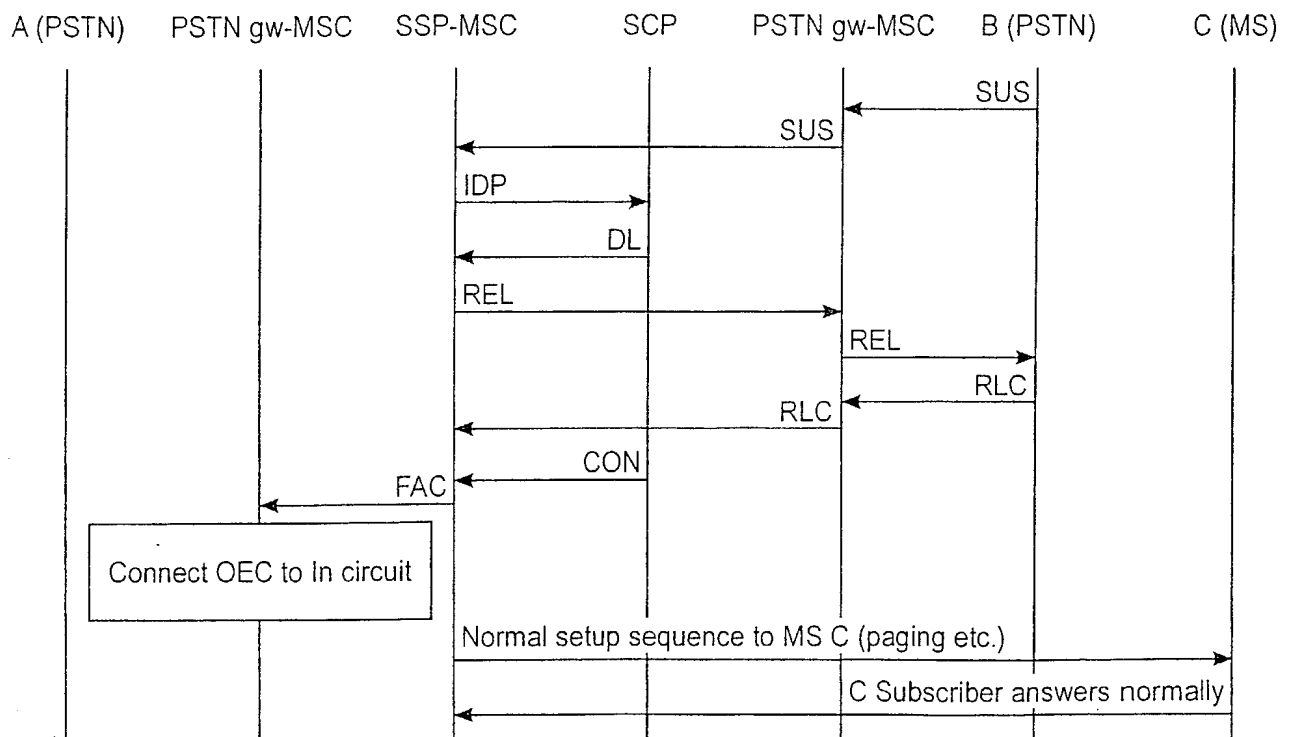 A (PSTN) PSTN gw-MSC SSP-MSC SCP PSTN gw-MSC B (PSTN) C (MS)
SUS
SUS
IDP
DL
REL
REL
RLC
RLC
CON
FAC
Connect OEC to In circuit
Normal setup sequence to MS C (paging etc.)
C Subscriber answers normally